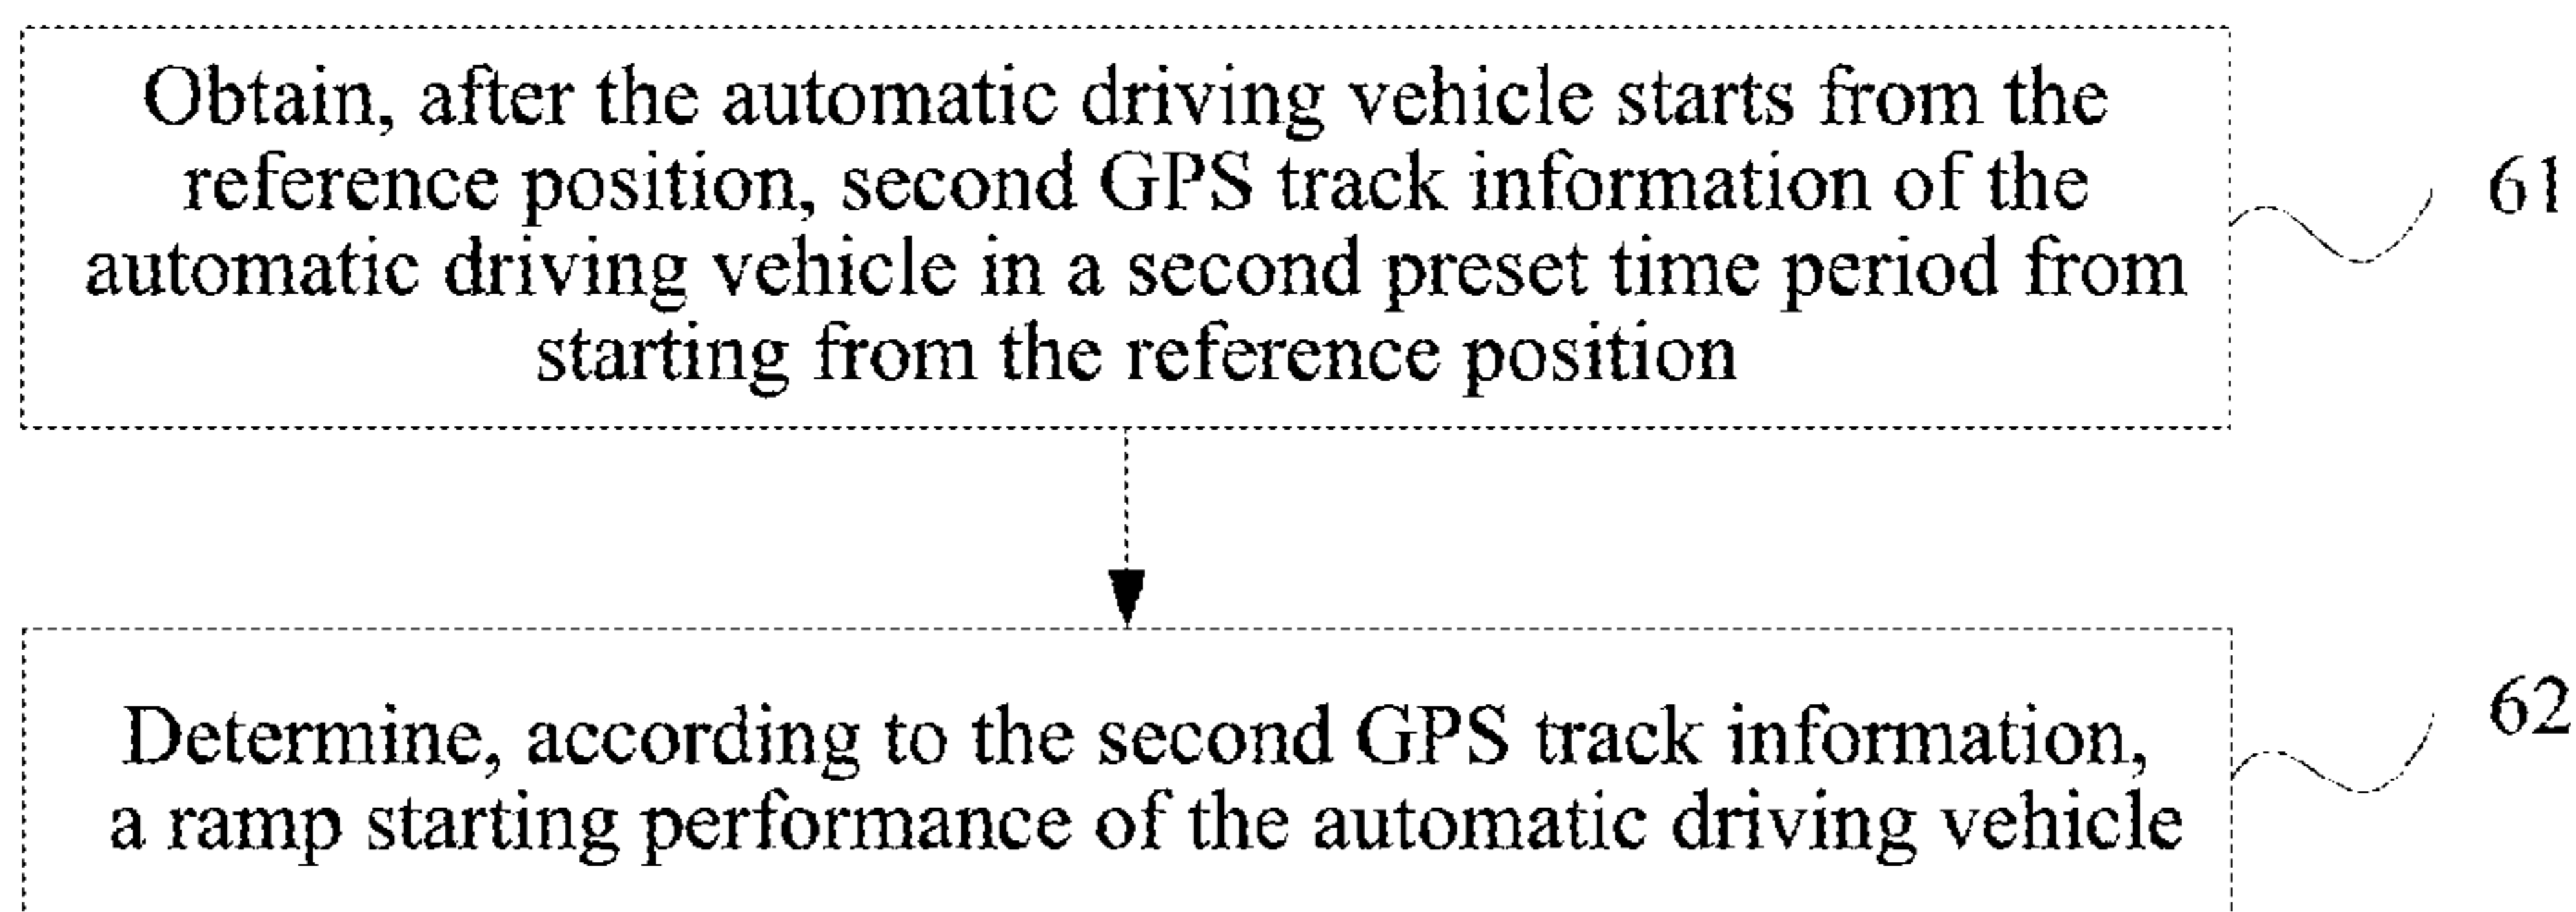 Obtain, after the automatic driving vehicle starts from the
reference position, second GPS track information of the
automatic driving vehicle in a second preset time period from
starting from the reference position
61
Determine, according to the second GPS track information,
a ramp starting performance of the automatic driving vehicle
62